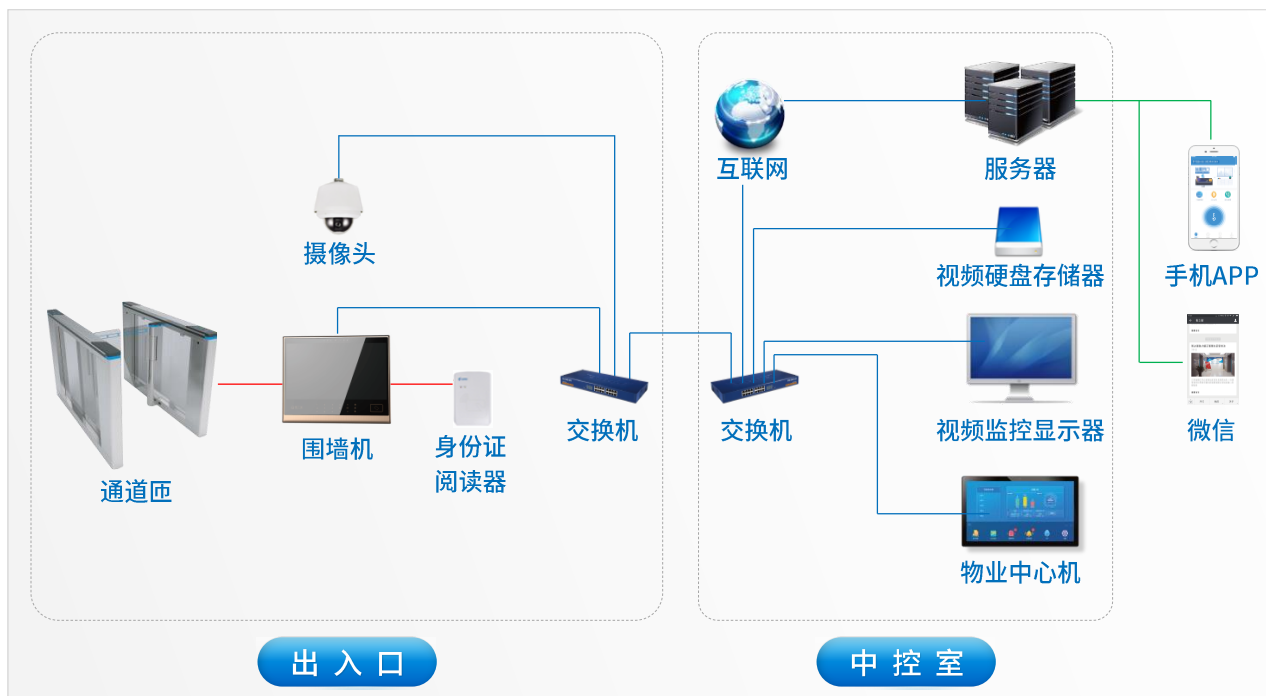 互联网
服务器
摄像头
视频硬盘存储器
手机APP
通道匝
围墙机
身份证
阅读器
交换机
交换机
视频监控显示器
微信
物业中心机
出入口
中控室